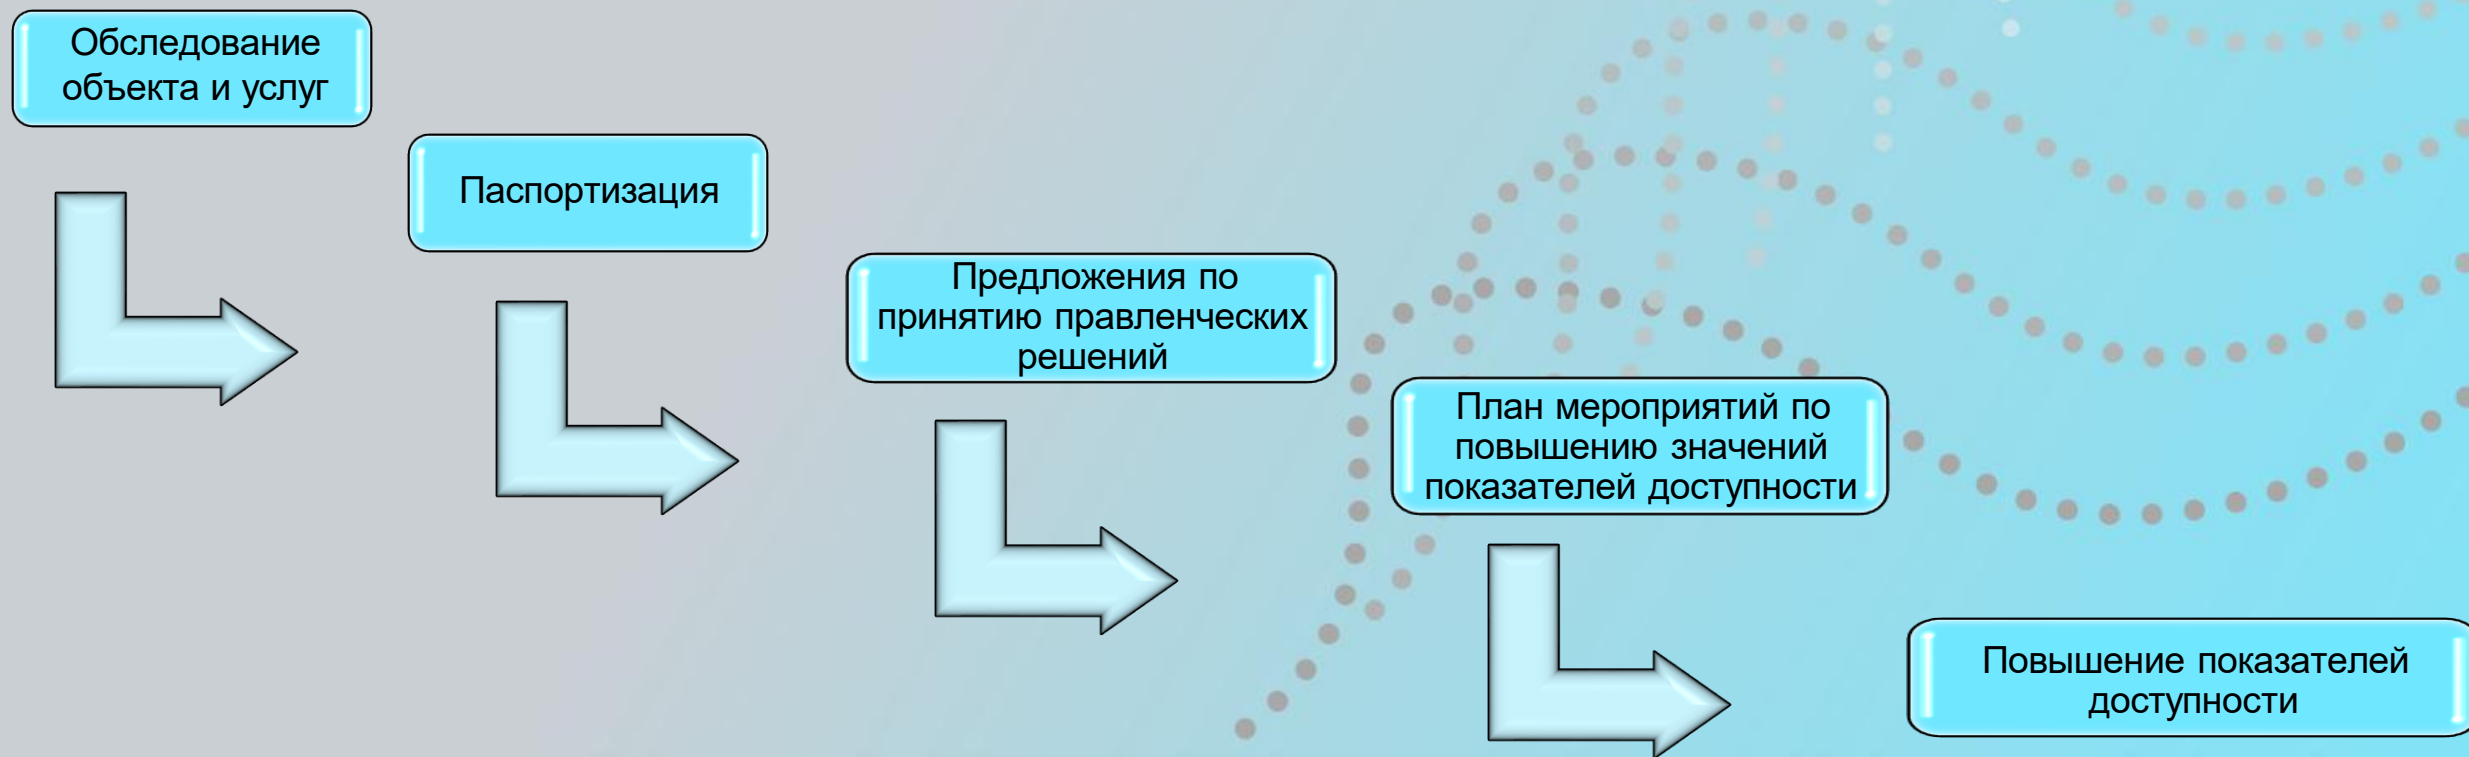 Обследование
объекта и услуг
Паспортизация
Предложения по
принятию правленческих
решений
План мероприятий по
повышению значений
показателей доступности
Повышение показателей
доступности